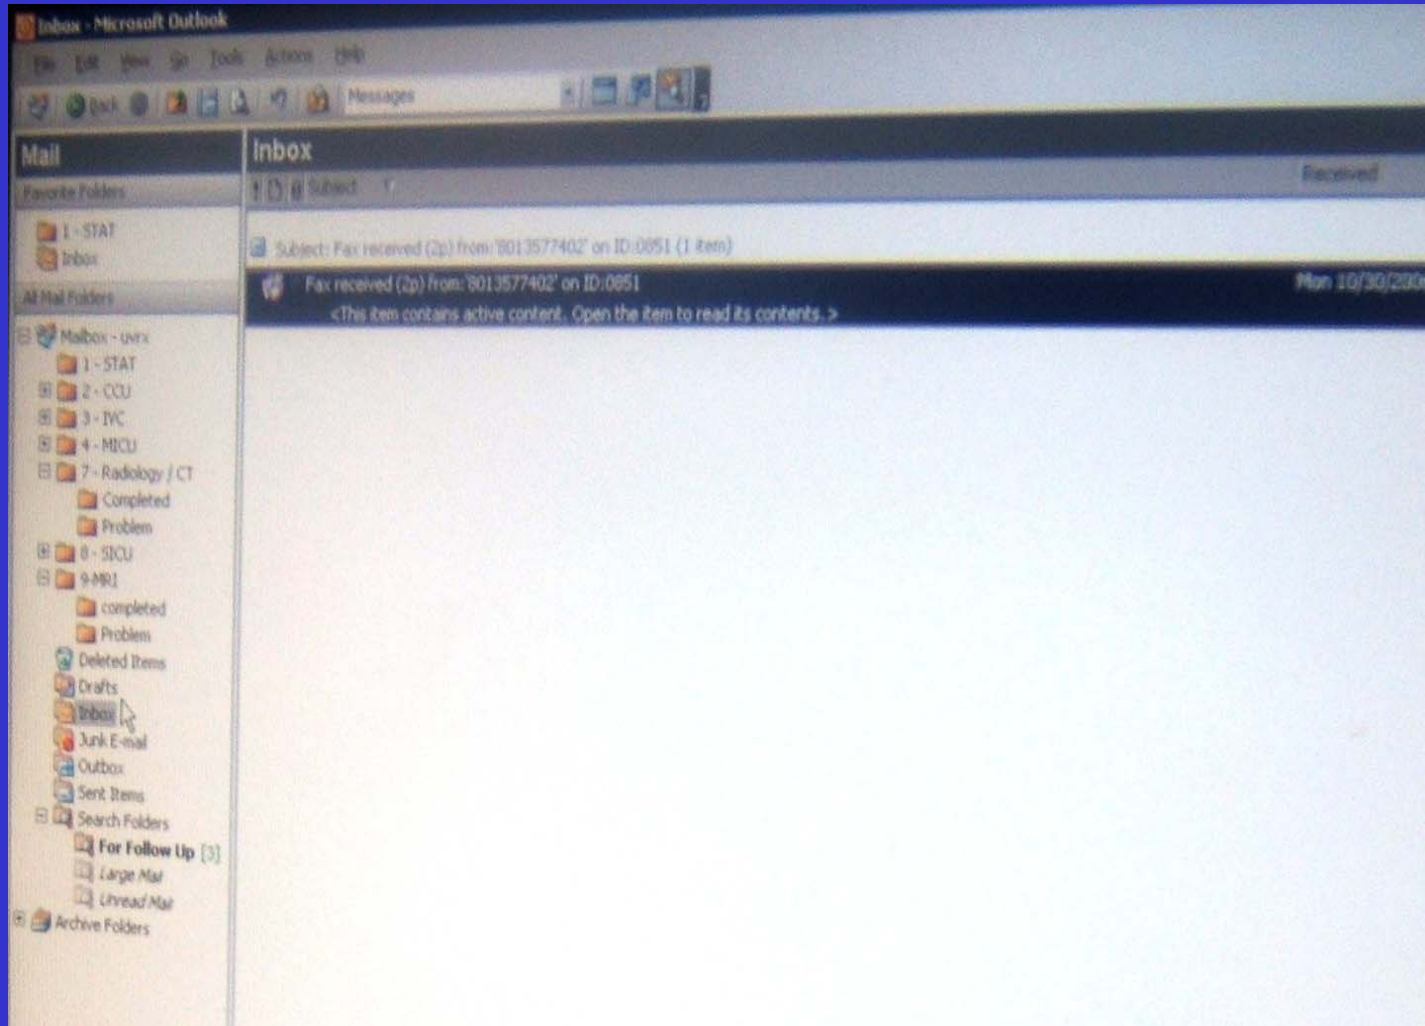 Inbox - Microsoft Outlook
File Edit View Go Tools Actions Help
Back Messages
Mail
Favorite Folders
1 - STAT
Inbox
All Mail Folders
Mailbox - uvrx
1 - STAT
2 - CCU
3 - IVC
4 - MICU
7 - Radiology / CT
Completed
Problem
8 - SICU
9-MRI
completed
Problem
Deleted Items
Drafts
Inbox
Junk E-mail
Outbox
Sent Items
Search Folders
For Follow Up [3]
Large Mail
Unread Mail
Archive Folders
Inbox
Subject Received
Subject: Fax received (2p) from:'8013577402' on ID:0851 (1 item)
Fax received (2p) from:'8013577402' on ID:0851 Mon 10/30/200
<This item contains active content. Open the item to read its contents. >